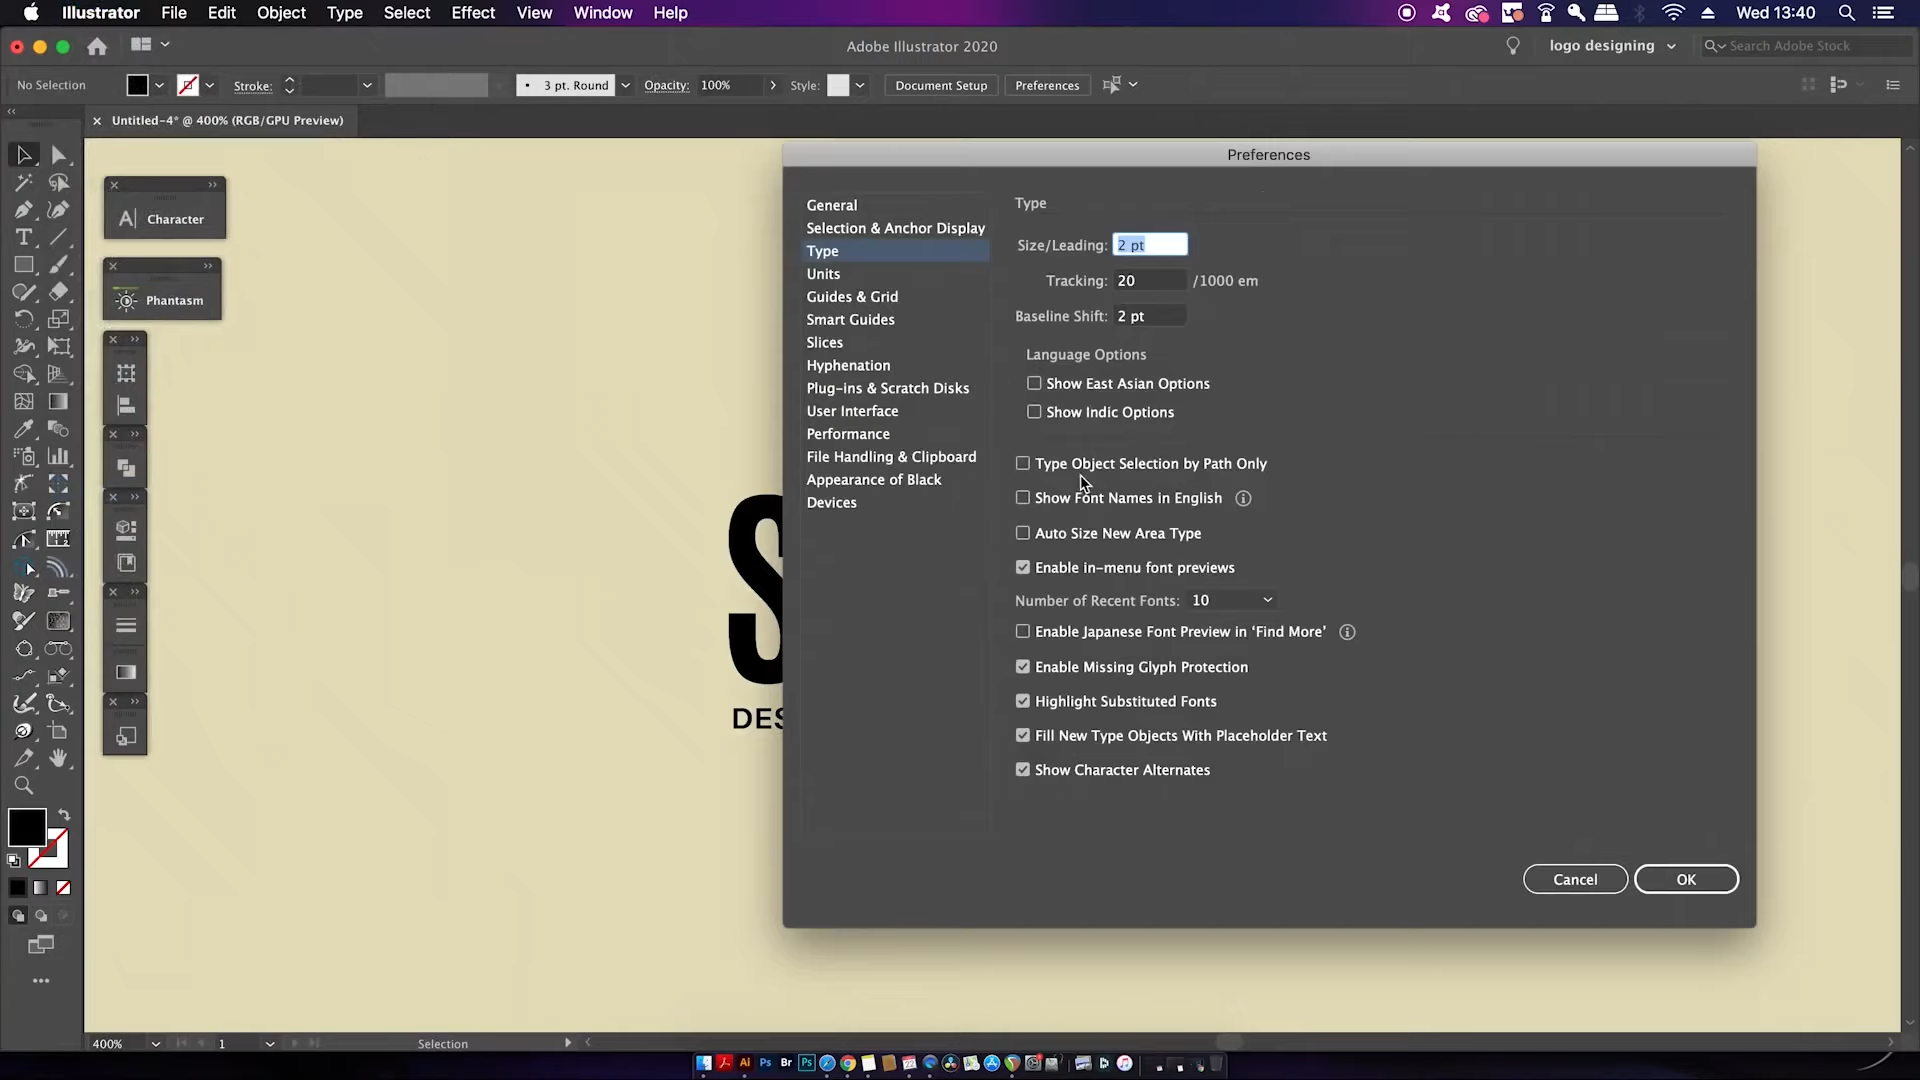 Illustrator File Edit Object Type Select Effect View Window Help Wed 13:40
Adobe Illustrator 2020 logo designing Search Adobe Stock
No Selection Stroke: 3 pt. Round Opacity: 100% Style: Document Setup Preferences
Untitled-4* @ 400% (RGB/GPU Preview)
Preferences
Character
Phantasm
General
Selection & Anchor Display
Type
Units
Guides & Grid
Smart Guides
Slices
Hyphenation
Plug-ins & Scratch Disks
User Interface
Performance
File Handling & Clipboard
Appearance of Black
Devices
Type
Size/Leading: 2 pt
Tracking: 20 /1000 em
Baseline Shift: 2 pt
Language Options
Show East Asian Options
Show Indic Options
Type Object Selection by Path Only
Show Font Names in English
Auto Size New Area Type
Enable in-menu font previews
Number of Recent Fonts: 10
Enable Japanese Font Preview in ‘Find More’
Enable Missing Glyph Protection
Highlight Substituted Fonts
Fill New Type Objects With Placeholder Text
Show Character Alternates
Cancel OK
S
DES
400% 1 Selection
Ai Ps Br Ps